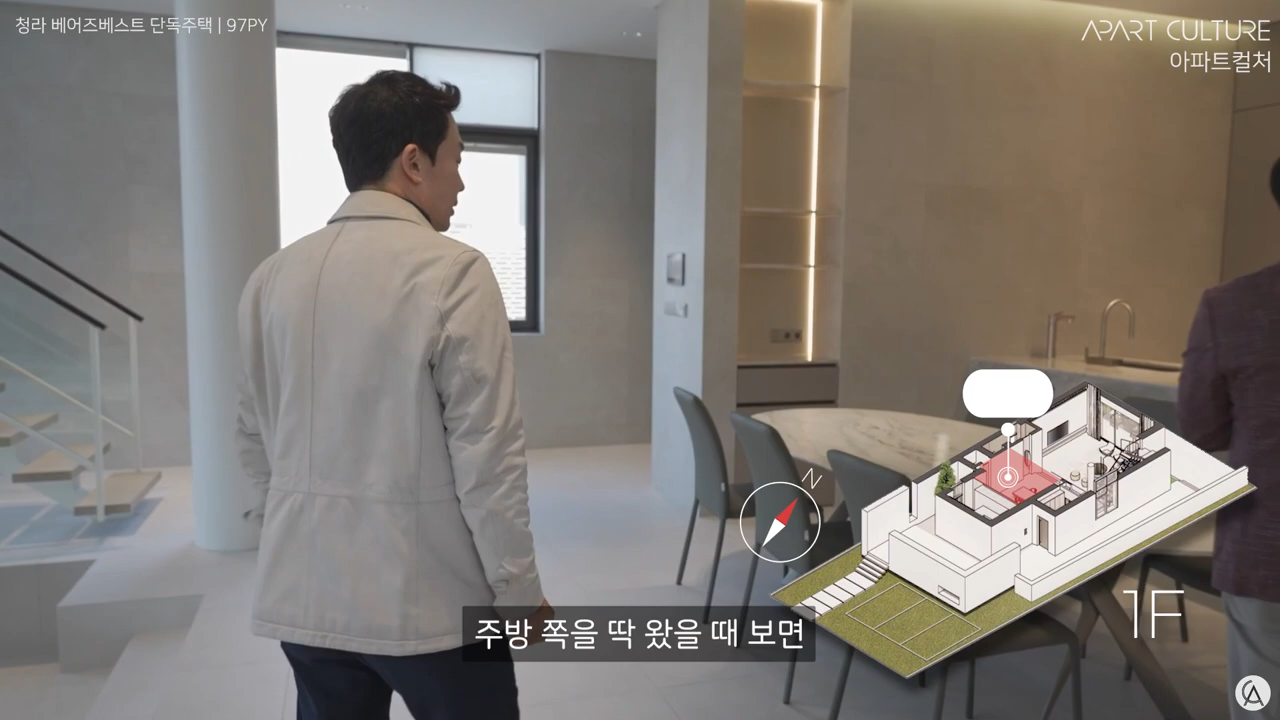 청라 베어즈베스트 단독주택 | 97PY
APART CULTURE
아파트컬처
N
1F
주방 쪽을 딱 왔을 때 보면
CA